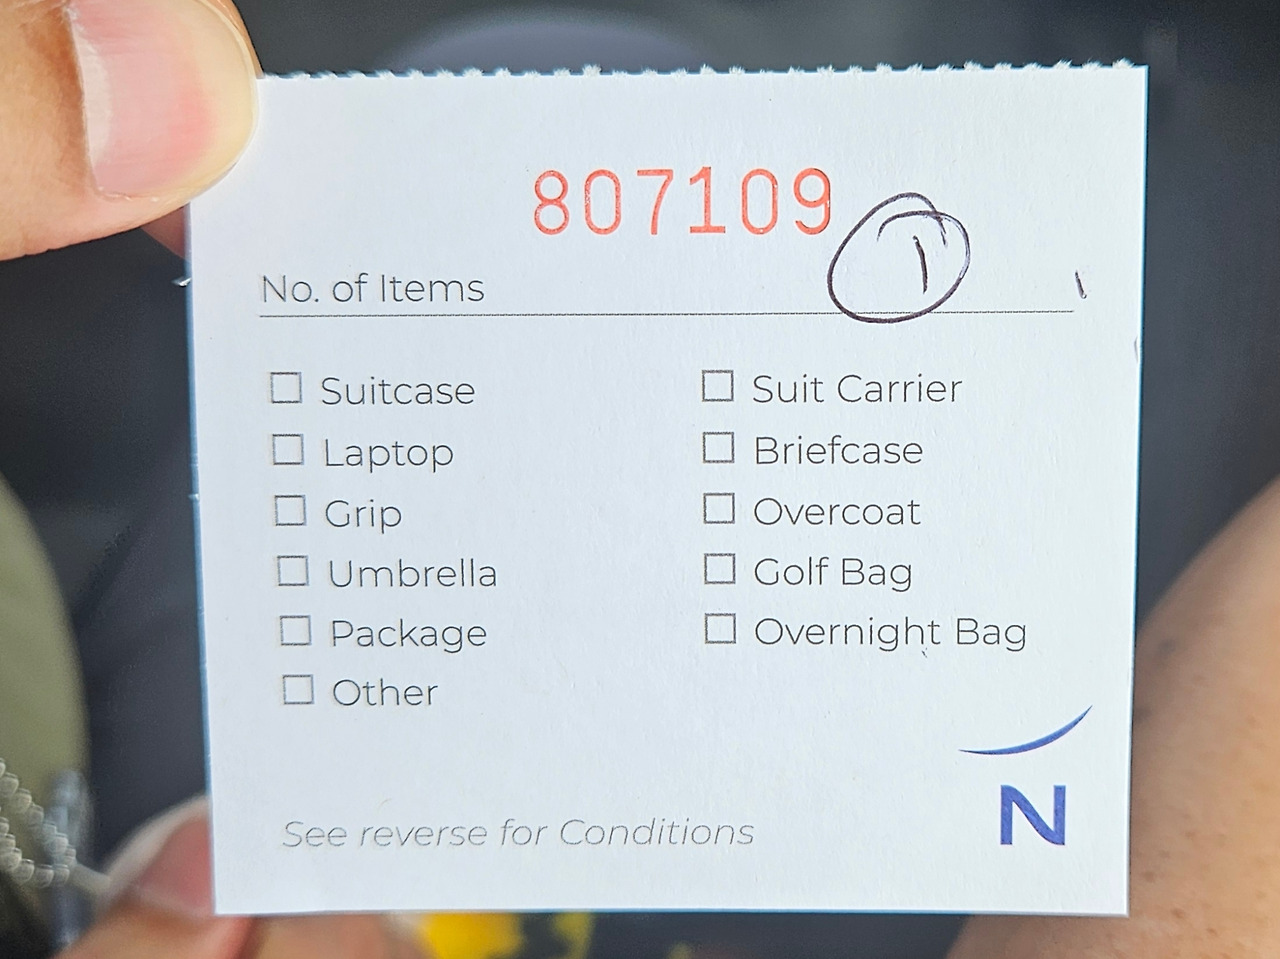 807109
No. of Items 1
Suitcase
Laptop
Grip
Umbrella
Package
Other
Suit Carrier
Briefcase
Overcoat
Golf Bag
Overnight Bag
See reverse for Conditions
N